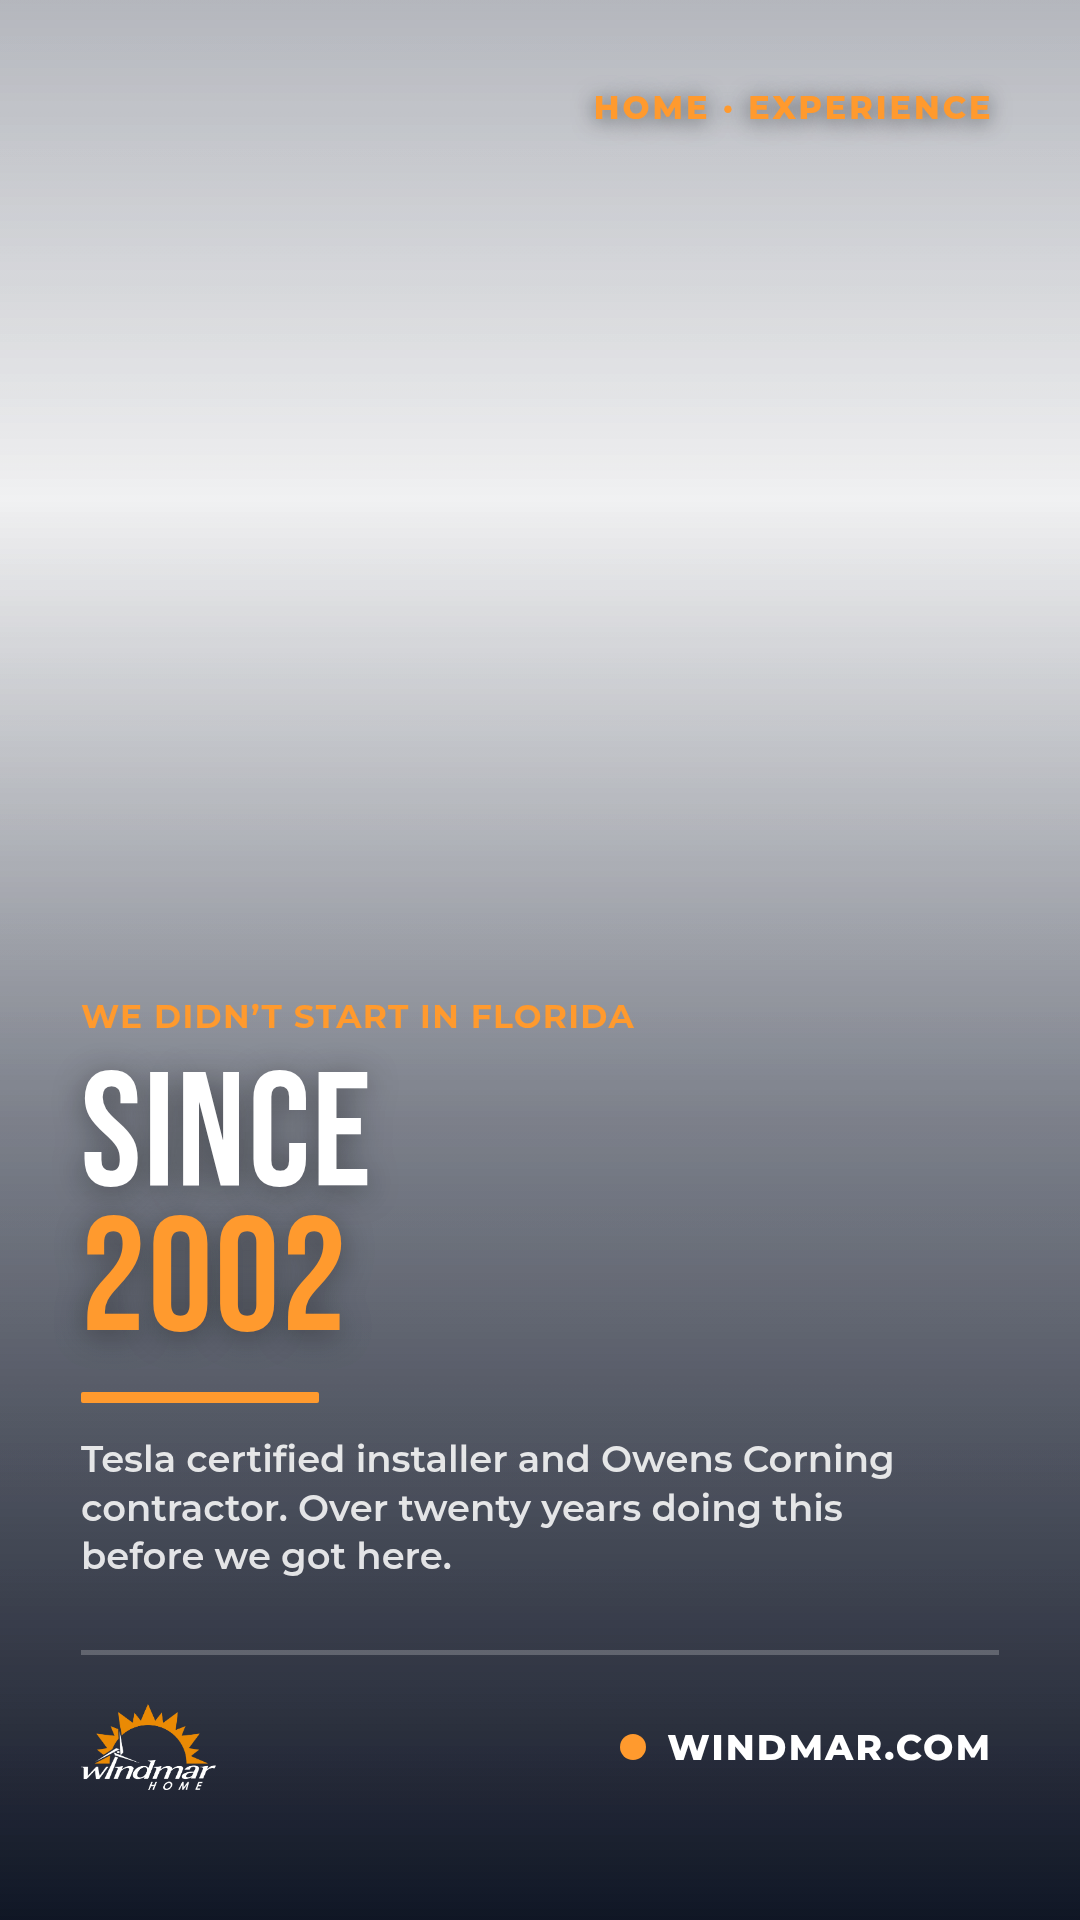 HOME • EXPERIENCE
WE DIDN’T START IN FLORIDA
SINCE
2002
Tesla certified installer and Owens Corning
contractor. Over twenty years doing this
before we got here.
windmar
HOME
WINDMAR.COM